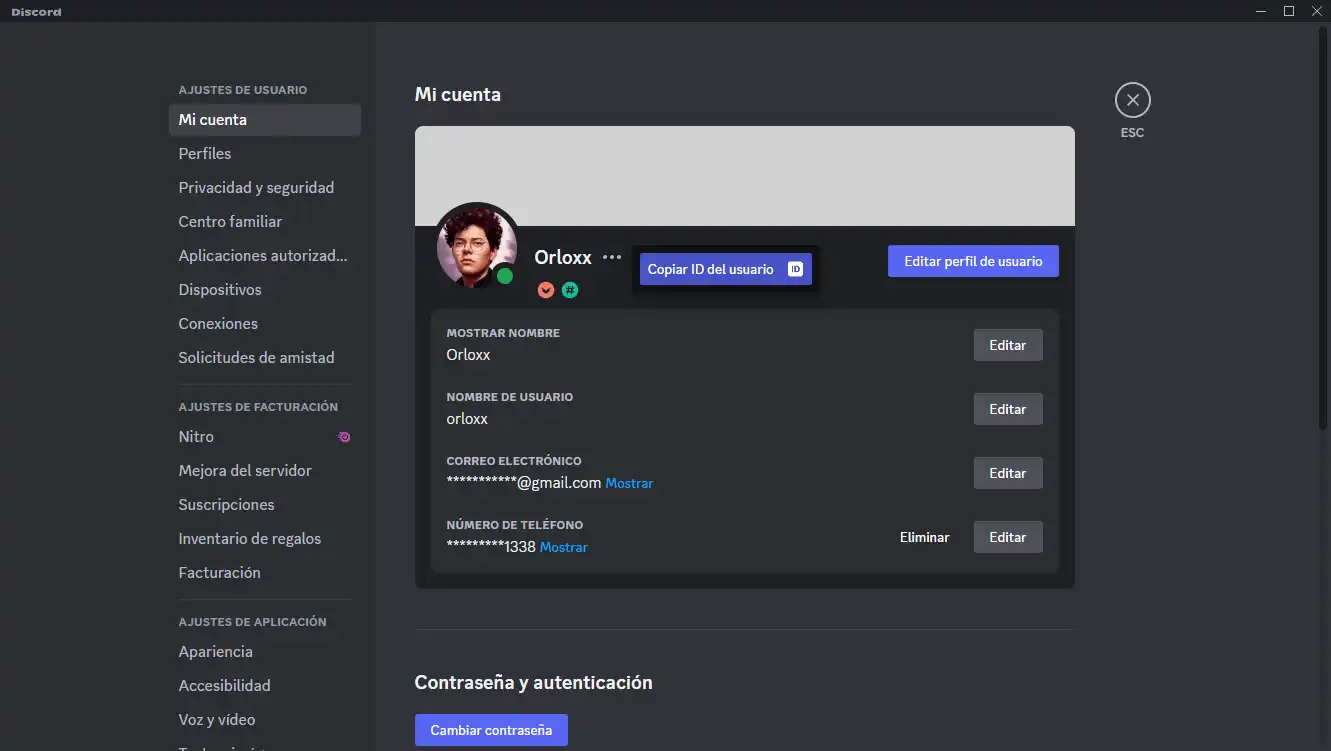 Discord
AJUSTES DE USUARIO
Mi cuenta
Perfiles
Privacidad y seguridad
Centro familiar
Aplicaciones autorizad...
Dispositivos
Conexiones
Solicitudes de amistad
AJUSTES DE FACTURACIÓN
Nitro
Mejora del servidor
Suscripciones
Inventario de regalos
Facturación
AJUSTES DE APLICACIÓN
Apariencia
Accesibilidad
Voz y vídeo
Mi cuenta
ESC
Orloxx
Copiar ID del usuario ID
Editar perfil de usuario
MOSTRAR NOMBRE
Orloxx
Editar
NOMBRE DE USUARIO
orloxx
Editar
CORREO ELECTRÓNICO
***********@gmail.com Mostrar
Editar
NÚMERO DE TELÉFONO
*********1338 Mostrar
Eliminar
Editar
Contraseña y autenticación
Cambiar contraseña